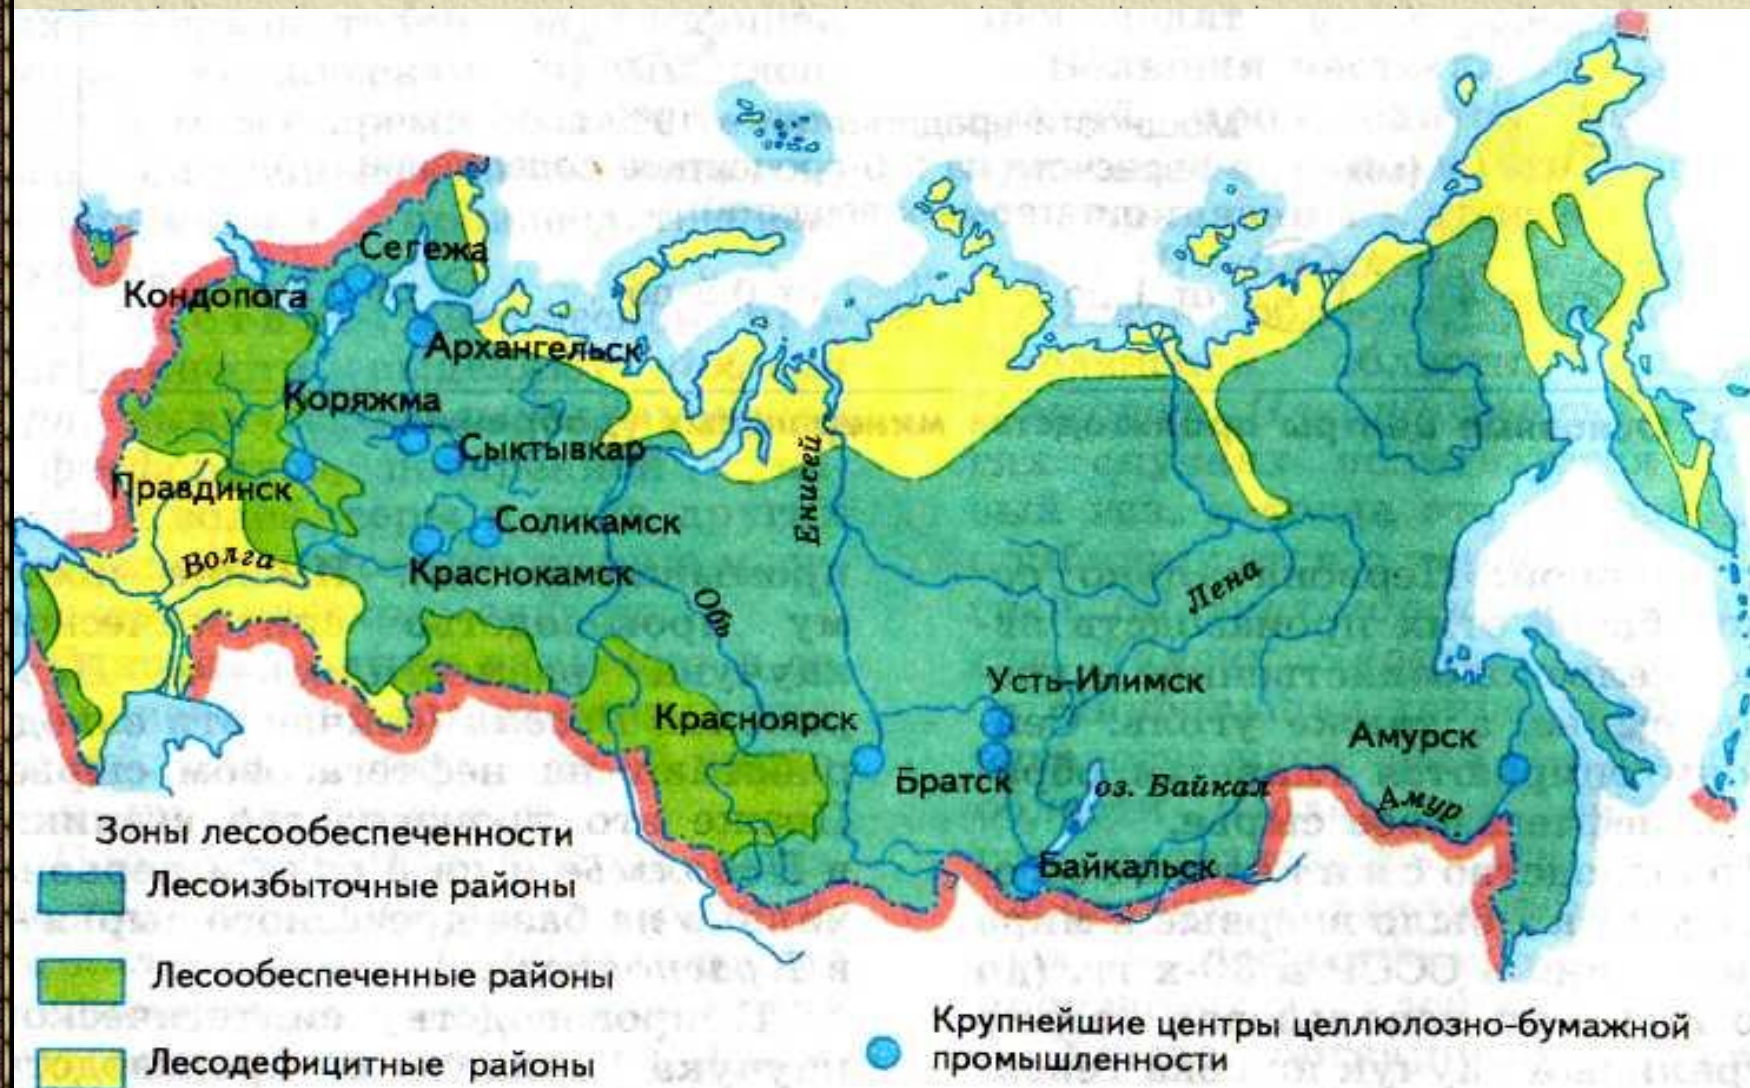 Сегежа
Кондопога
Архангельск
Коряжма
Сыктывкар
Правдинск
Енисей
Соликамск
Волга
Краснокамск
Обь
Лена
Усть-Илимск
Красноярск
Амурск
Братск
оз. Байкал
Амур
Байкальск
Зоны лесообеспеченности
Лесоизбыточные районы
Лесообеспеченные районы
Лесодефицитные районы
Крупнейшие центры целлюлозно-бумажной
промышленности